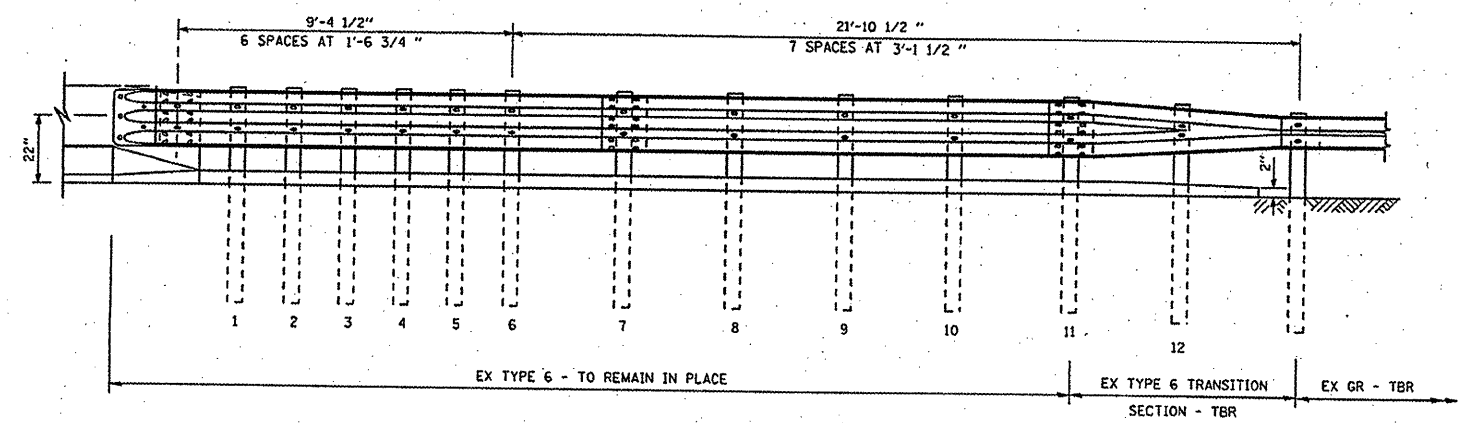 9'-4 1/2"
6 SPACES AT 1'-6 3/4 "
21'-10 1/2 "
7 SPACES AT 3'-1 1/2 "
22"
2"
1 2 3 4 5 6 7 8 9 10 11
12
EX TYPE 6 - TO REMAIN IN PLACE
EX TYPE 6 TRANSITION
SECTION - TBR
EX GR - TBR